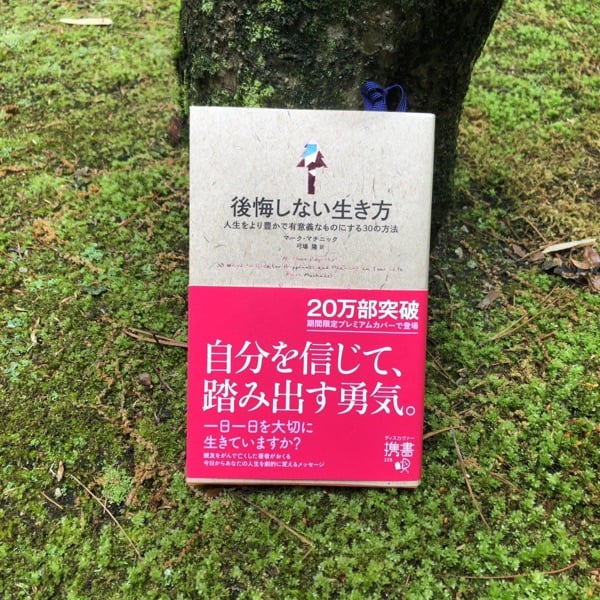 後悔しない生き方
人生をより豊かで有意義なものにする30の方法
マーク・マチニック
弓場 隆 訳
20万部突破
期間限定プレミアムカバーで登場
自分を信じて、
踏み出す勇気。
一日一日を大切に
生きていますか?
親友をがんで亡くした著者がおくる
今日からあなたの人生を劇的に変えるメッセージ
ディスカヴァー
携書